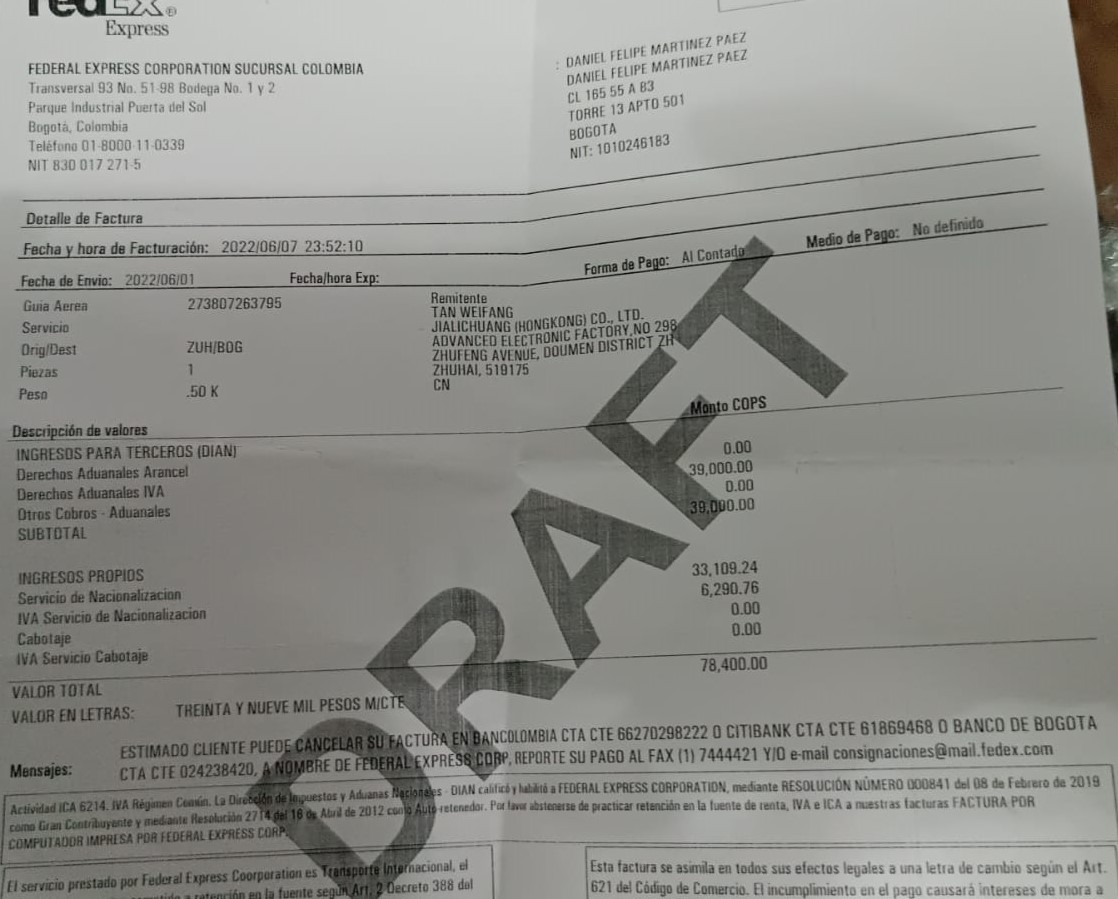 FedEx®
Express
FEDERAL EXPRESS CORPORATION SUCURSAL COLOMBIA
Transversal 93 No. 51-98 Bodega No. 1 y 2
Parque Industrial Puerta del Sol
Bogotá, Colombia
Teléfono 01-8000-11-0339
NIT 830 017 271-5
: DANIEL FELIPE MARTINEZ PAEZ
DANIEL FELIPE MARTINEZ PAEZ
CL 165 55 A 83
TORRE 13 APTO 501
BOGOTA
NIT: 1010246183
Detalle de Factura
Fecha y hora de Facturación: 2022/06/07 23:52:10
Forma de Pago: Al Contado Medio de Pago: No definido
Fecha de Envio: 2022/06/01 Fecha/hora Exp:
Guia Aerea 273807263795
Servicio
Orig/Dest ZUH/BOG
Piezas 1
Peso .50 K
Remitente
TAN WEIFANG
JIALICHUANG (HONGKONG) CO., LTD.
ADVANCED ELECTRONIC FACTORY,NO 298
ZHUFENG AVENUE, DOUMEN DISTRICT ZH
ZHUHAI, 519175
CN
Descripción de valores Monto COPS
INGRESOS PARA TERCEROS (DIAN)
Derechos Aduanales Arancel 0.00
Derechos Aduanales IVA 39,000.00
Otros Cobros - Aduanales 0.00
SUBTOTAL 39,000.00
INGRESOS PROPIOS
Servicio de Nacionalizacion 33,109.24
IVA Servicio de Nacionalizacion 6,290.76
Cabotaje 0.00
IVA Servicio Cabotaje 0.00
VALOR TOTAL 78,400.00
VALOR EN LETRAS: TREINTA Y NUEVE MIL PESOS M/CTE
Mensajes: ESTIMADO CLIENTE PUEDE CANCELAR SU FACTURA EN BANCOLOMBIA CTA CTE 66270298222 O CITIBANK CTA CTE 61869468 O BANCO DE BOGOTA
CTA CTE 024238420, A NOMBRE DE FEDERAL EXPRESS CORP, REPORTE SU PAGO AL FAX (1) 7444421 Y/O e-mail consignaciones@mail.fedex.com
Actividad ICA 6214. IVA Régimen Común. La Dirección de Impuestos y Aduanas Nacionales - DIAN calificó y habilitó a FEDERAL EXPRESS CORPORATION, mediante RESOLUCIÓN NÚMERO 000841 del 08 de Febrero de 2019
como Gran Contribuyente y mediante Resolución 2714 del 16 de Abril de 2012 como Auto-retenedor. Por favor abstenerse de practicar retención en la fuente de renta, IVA e ICA a nuestras facturas FACTURA POR
COMPUTADOR IMPRESA POR FEDERAL EXPRESS CORP.
El servicio prestado por Federal Express Coorporation es Transporte Internacional, el
a retención en la fuente según Art. 2 Decreto 388 del
Esta factura se asimila en todos sus efectos legales a una letra de cambio según el Art.
621 del Código de Comercio. El incumplimiento en el pago causará intereses de mora a
DRAFT